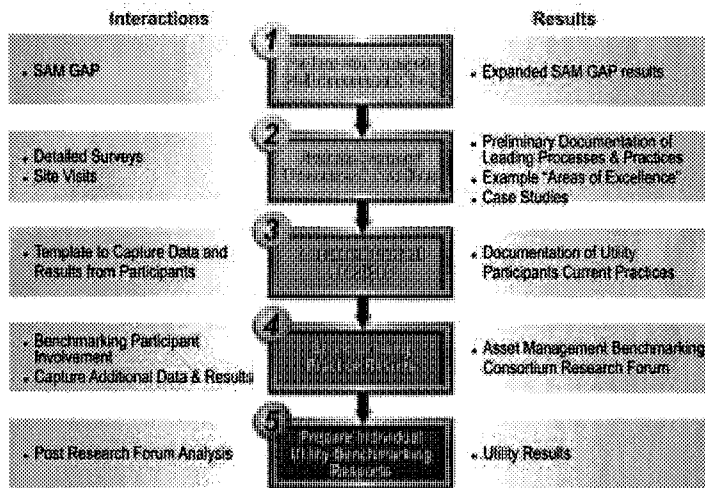 Interactions
Results
1
• SAM GAP
• Expanded SAM GAP results
2
• Detailed Surveys
• Site Visits
• Preliminary Documentation of
Leading Processes & Practices
• Example "Areas of Excellence"
• Case Studies
3
• Template to Capture Data and
Results from Participants
• Documentation of Utility
Participants Current Practices
4
• Benchmarking Participant
Involvement
• Capture Additional Data & Results
• Asset Management Benchmarking
Consortium Research Forum
5
Prepare Individual
Utility Benchmarking
Reports
• Post Research Forum Analysis
• Utility Results